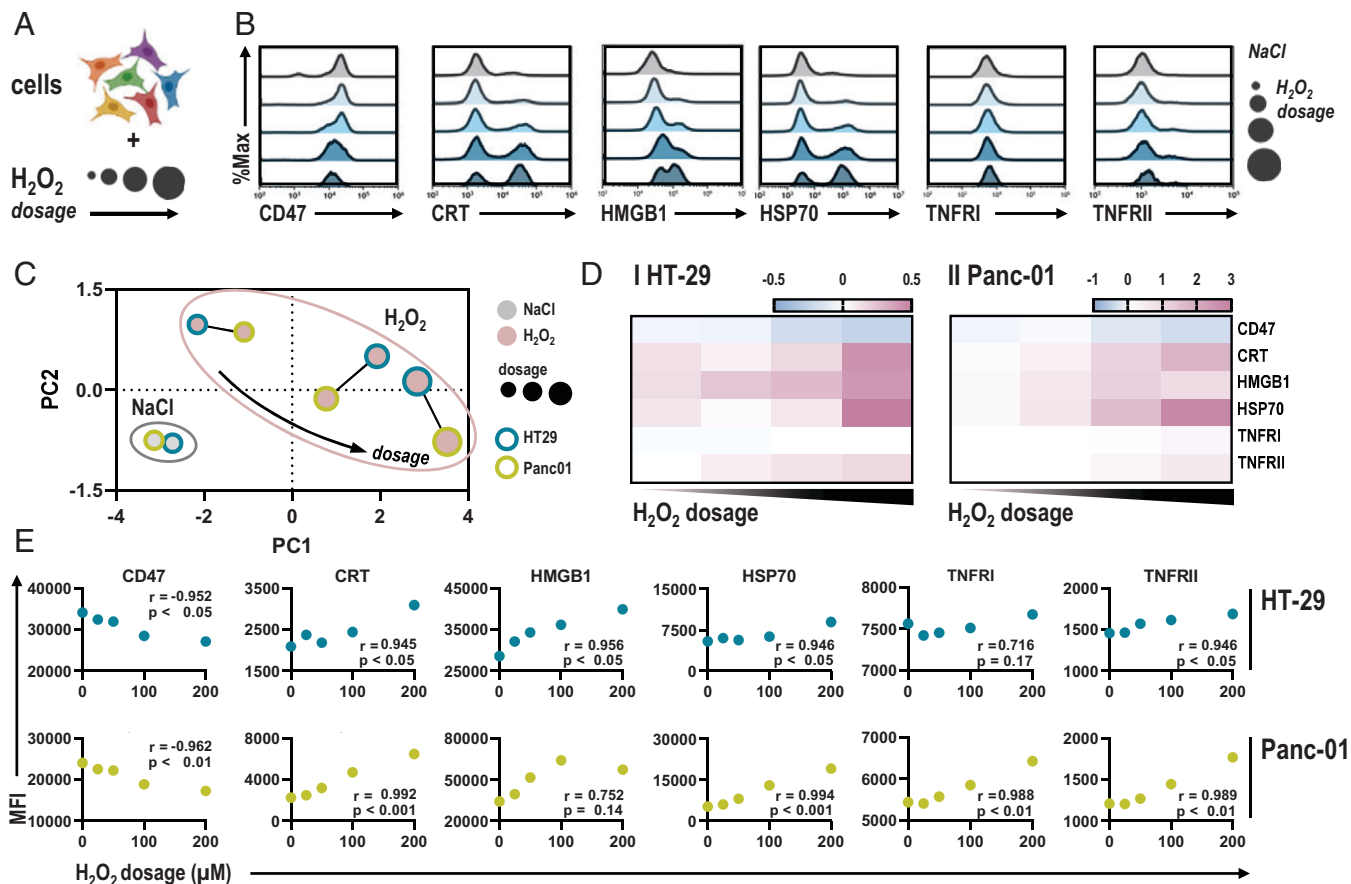 A
cells
+
H₂O₂
dosage
B
%Max
NaCl
H₂O₂
dosage
CD47
CRT
HMGB1
HSP70
TNFRI
TNFRII
C
1.5
0.0
-1.5
PC2
-4 -2 0 2 4
PC1
H₂O₂
NaCl
dosage
NaCl
H₂O₂
dosage
HT29
Panc01
D
I HT-29
-0.5 0 0.5
II Panc-01
-1 0 1 2 3
CD47
CRT
HMGB1
HSP70
TNFRI
TNFRII
H₂O₂ dosage
H₂O₂ dosage
E
CD47
40000
30000
20000
r = -0.952
p < 0.05
0 100 200
CRT
3500
2500
1500
r = 0.945
p < 0.05
0 100 200
HMGB1
45000
35000
25000
r = 0.956
p < 0.05
0 100 200
HSP70
15000
7500
0
r = 0.946
p < 0.05
0 100 200
TNFRI
8000
7500
7000
r = 0.716
p = 0.17
0 100 200
TNFRII
2000
1500
1000
r = 0.946
p < 0.05
0 100 200
HT-29
30000
20000
10000
r = -0.962
p < 0.01
0 100 200
8000
4000
0
r = 0.992
p < 0.001
0 100 200
80000
50000
20000
r = 0.752
p = 0.14
0 100 200
30000
15000
0
r = 0.994
p < 0.001
0 100 200
7000
6000
5000
r = 0.988
p < 0.01
0 100 200
2000
1500
1000
r = 0.989
p < 0.01
0 100 200
Panc-01
MFI
H₂O₂ dosage (µM)